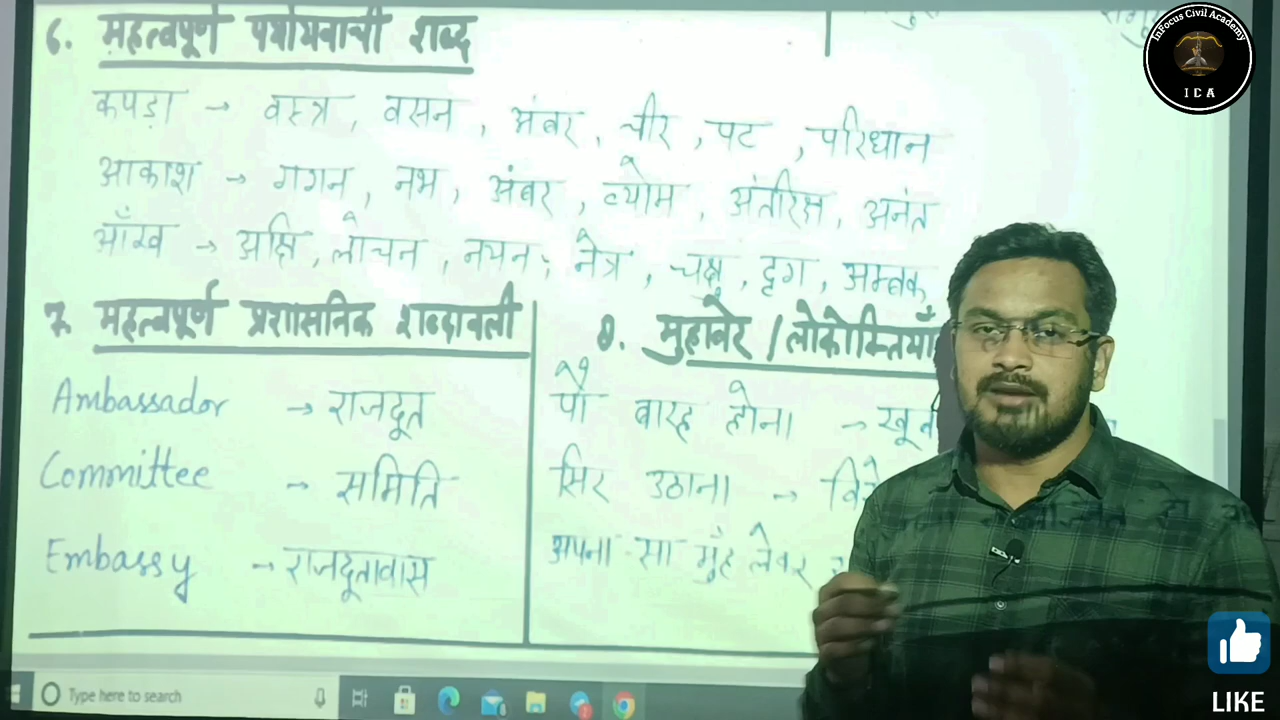 6. महत्वपूर्ण पर्यायवाची शब्द
कपड़ा → वस्त्र, वसन, अंबर, चीर, पट, परिधान
आकाश → गगन, नभ, अंबर, व्योम, अंतरिक्ष, अनंत
आँख → अक्षि, लोचन, नयन, नेत्र, चक्षु, दृग, अम्बक
7. महत्वपूर्ण प्रशासनिक शब्दावली
Ambassador → राजदूत
Committee → समिति
Embassy → राजदूतावास
8. मुहावरे / लोकोक्तियाँ
पौ बारह होना →
सिर उठाना →
अपना सा मुँह लेकर
Type here to search
InFocus Civil Academy
ICA
LIKE